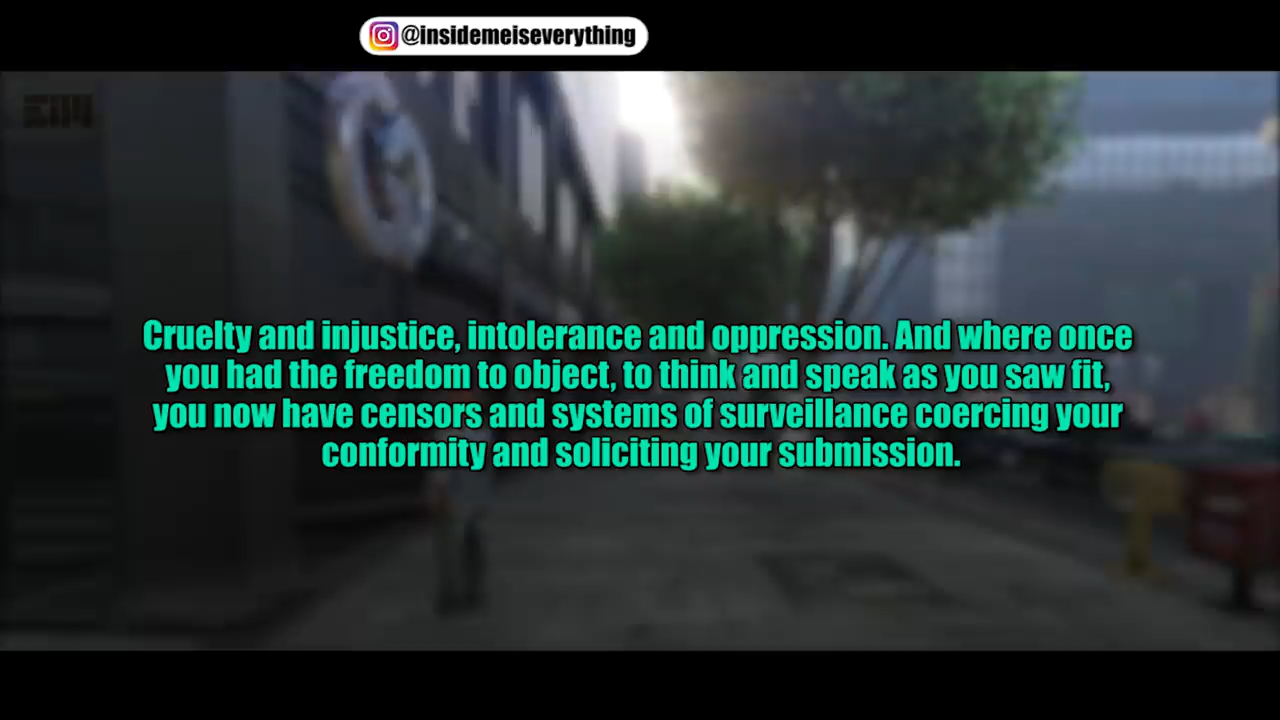 @insidemeiseverything
Cruelty and injustice, intolerance and oppression. And where once
you had the freedom to object, to think and speak as you saw fit,
you now have censors and systems of surveillance coercing your
conformity and soliciting your submission.